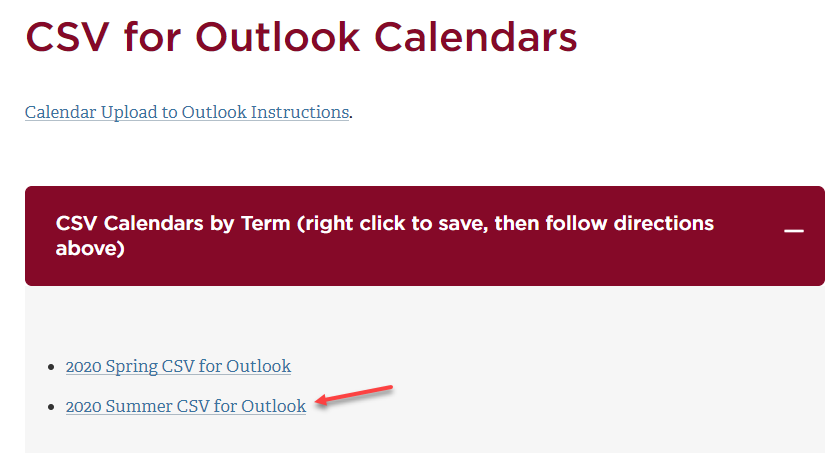 CSV for Outlook Calendars
Calendar Upload to Outlook Instructions.
CSV Calendars by Term (right click to save, then follow directions
above)
2020 Spring CSV for Outlook
2020 Summer CSV for Outlook